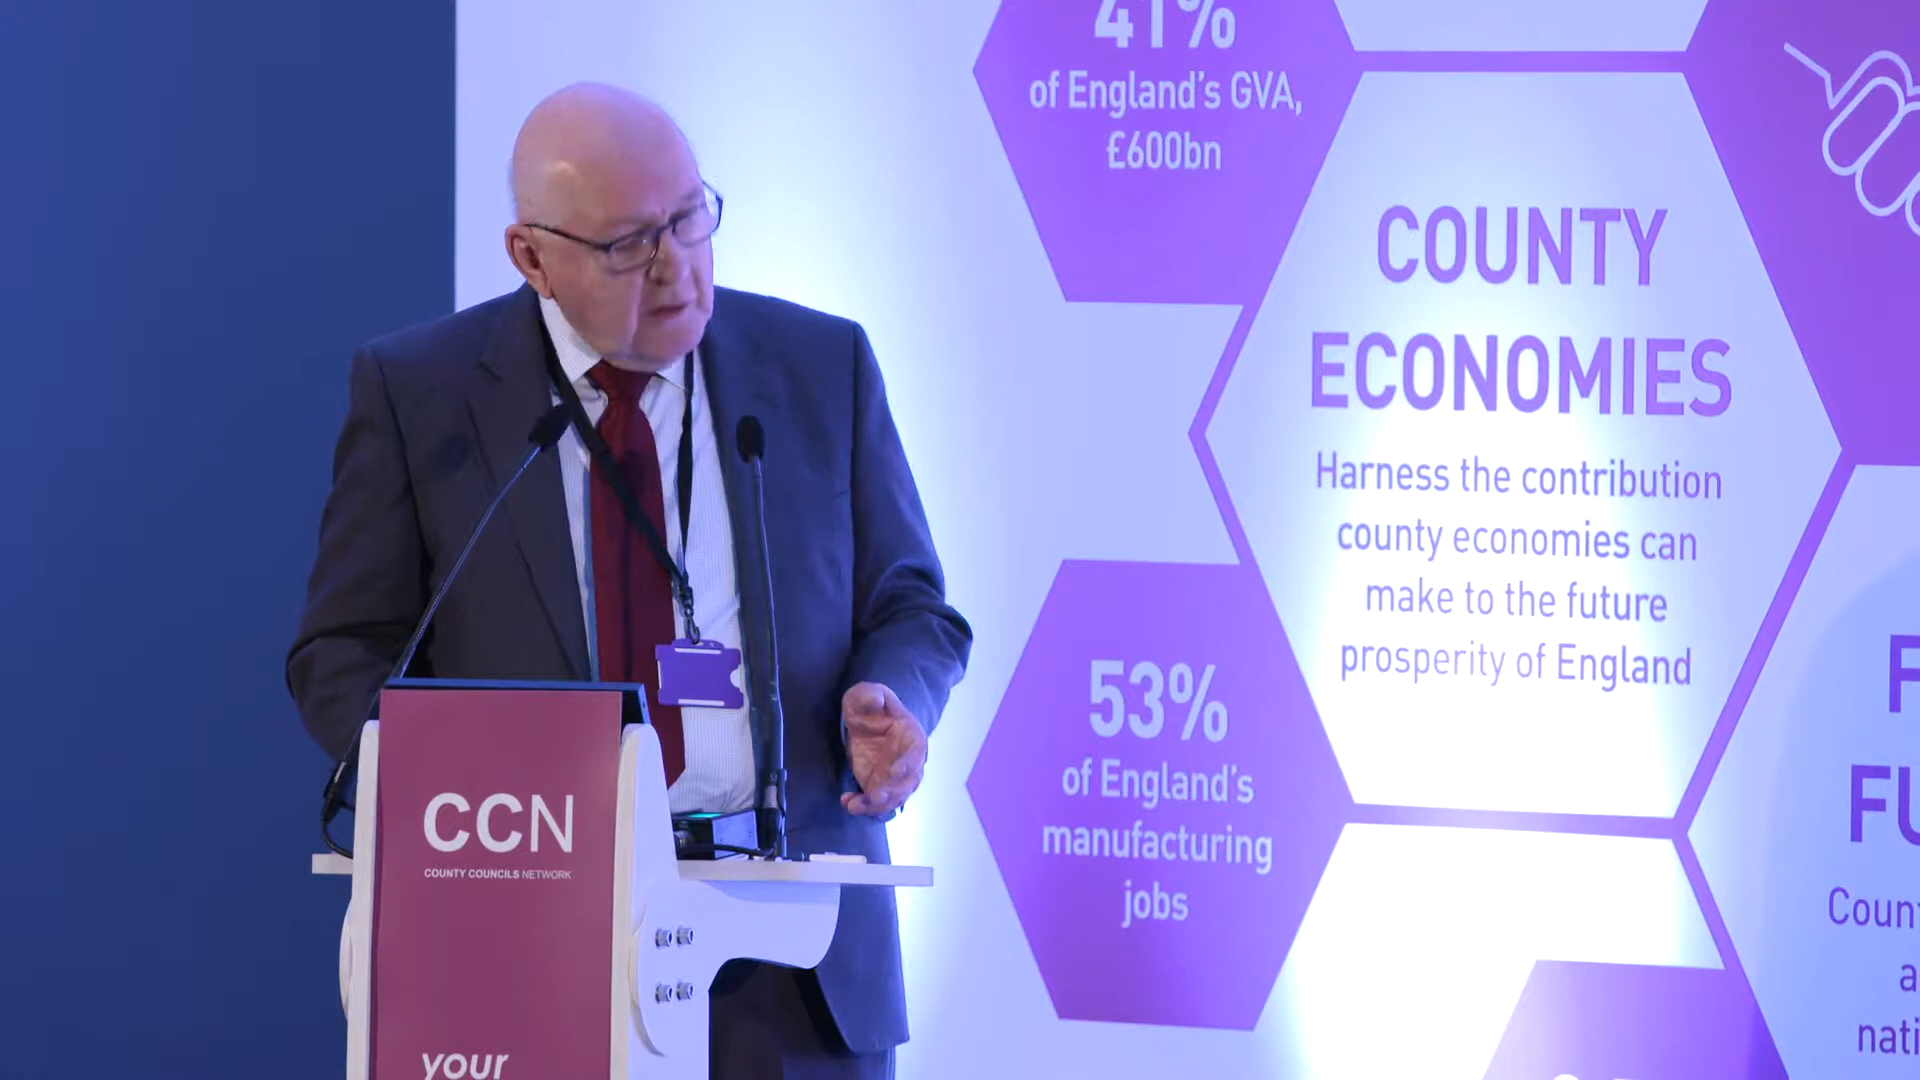 41%
of England's GVA,
£600bn
COUNTY
ECONOMIES
Harness the contribution
county economies can
make to the future
prosperity of England
53%
of England's
manufacturing
jobs
CCN
COUNTY COUNCILS NETWORK
your